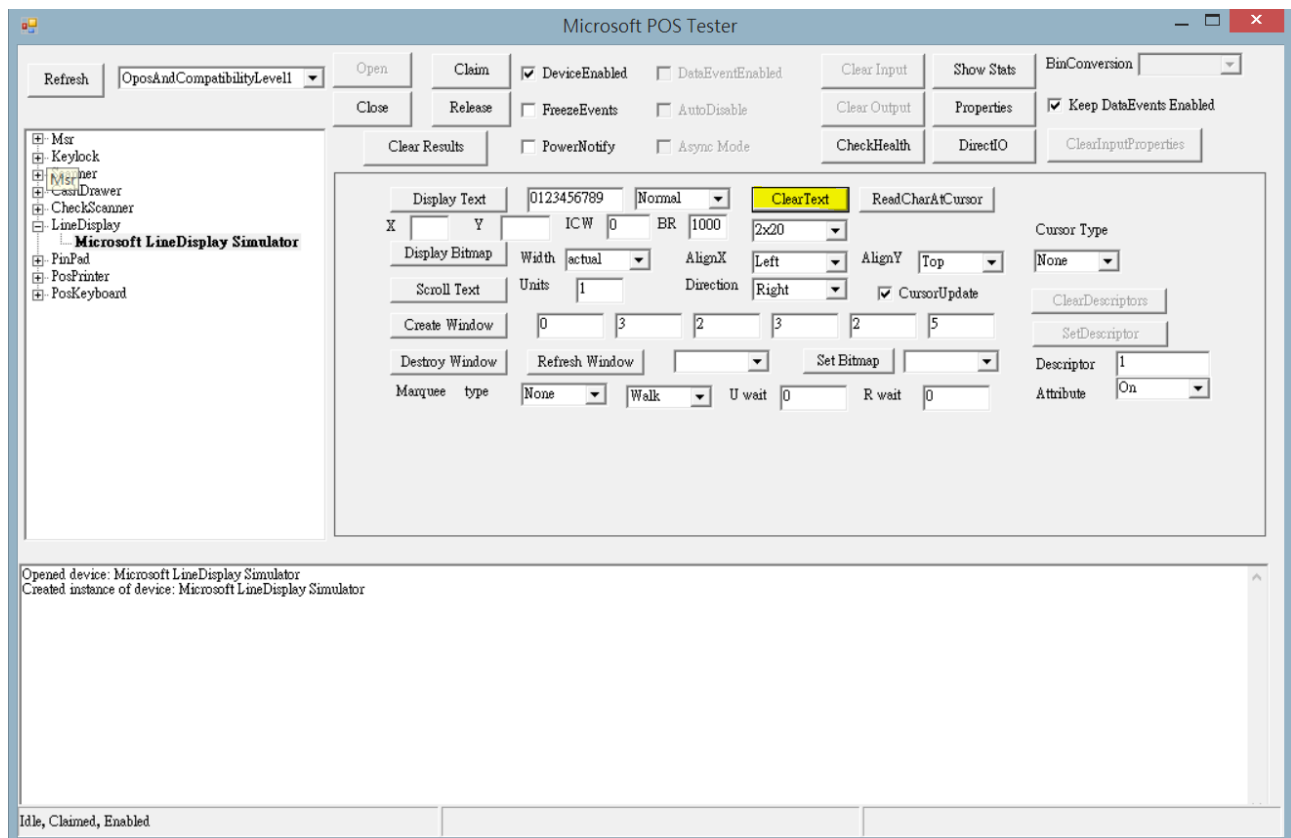 Microsoft POS Tester
Refresh
OposAndCompatibilityLevel1
Open
Claim
DeviceEnabled
DataEventEnabled
Clear Input
Show Stats
BinConversion
Close
Release
FreezeEvents
AutoDisable
Clear Output
Properties
Keep DataEvents Enabled
Clear Results
PowerNotify
Async Mode
CheckHealth
DirectIO
ClearInputProperties
Msr
Keylock
Msr
CashDrawer
CheckScanner
LineDisplay
Microsoft LineDisplay Simulator
PinPad
PosPrinter
PosKeyboard
Display Text
0123456789
Normal
ClearText
ReadCharAtCursor
X
Y
ICW
0
BR
1000
2x20
Cursor Type
Display Bitmap
Width
actual
AlignX
Left
AlignY
Top
None
Scroll Text
Units
1
Direction
Right
CursorUpdate
ClearDescriptors
Create Window
0
3
2
3
2
5
SetDescriptor
Destroy Window
Refresh Window
Set Bitmap
Descriptor
1
Marquee type
None
Walk
U wait
0
R wait
0
Attribute
On
Opened device: Microsoft LineDisplay Simulator
Created instance of device: Microsoft LineDisplay Simulator
Idle, Claimed, Enabled